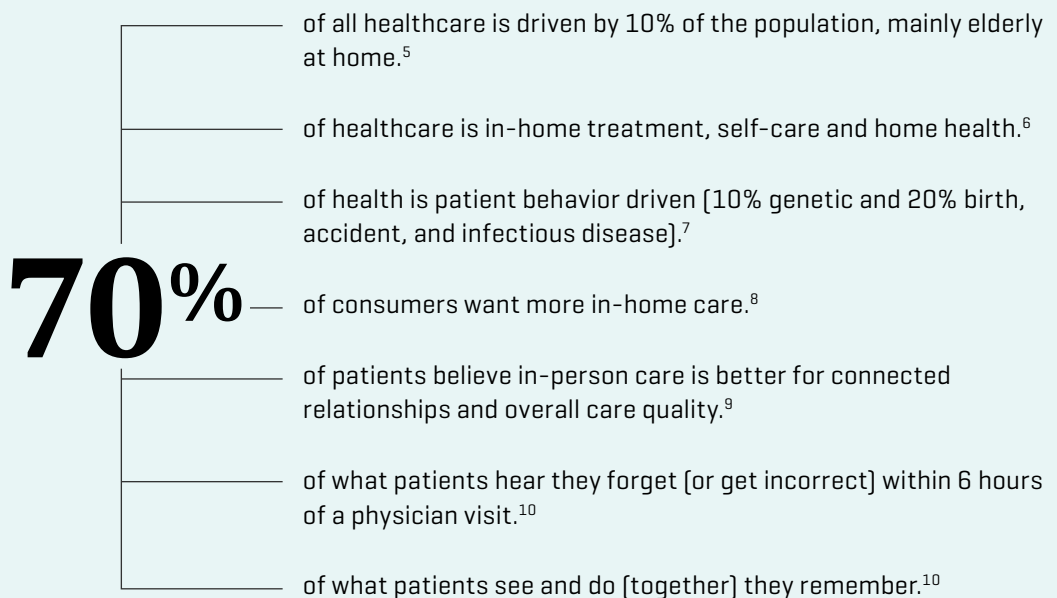 of all healthcare is driven by 10% of the population, mainly elderly
at home.⁵
of healthcare is in-home treatment, self-care and home health.⁶
of health is patient behavior driven (10% genetic and 20% birth,
accident, and infectious disease).⁷
70%
of consumers want more in-home care.⁸
of patients believe in-person care is better for connected
relationships and overall care quality.⁹
of what patients hear they forget (or get incorrect) within 6 hours
of a physician visit.¹⁰
of what patients see and do (together) they remember.¹⁰